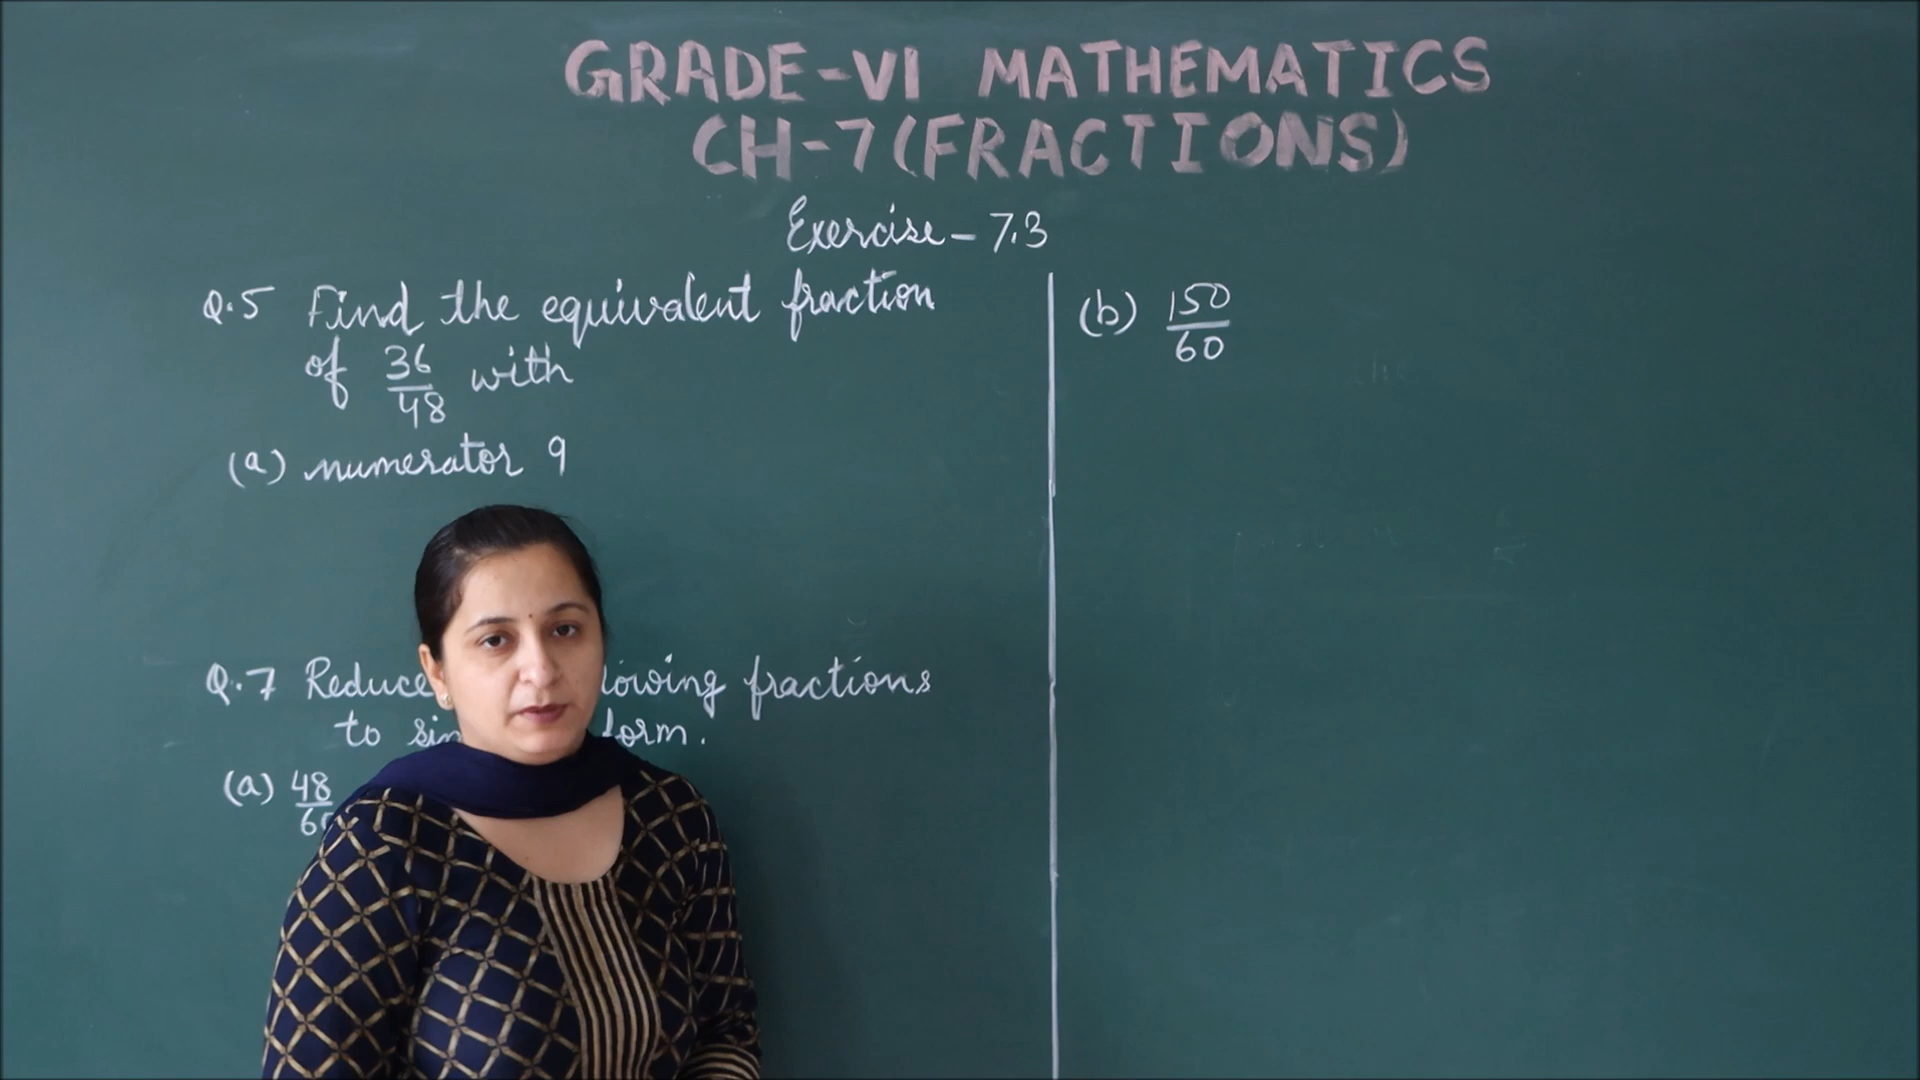 GRADE-VI MATHEMATICS
CH-7(FRACTIONS)
Exercise - 7.3
Q.5 Find the equivalent fraction
of 36/48 with
(a) numerator 9
Q.7 Reduce fractions
to form.
(a) 48
(b) 150/60